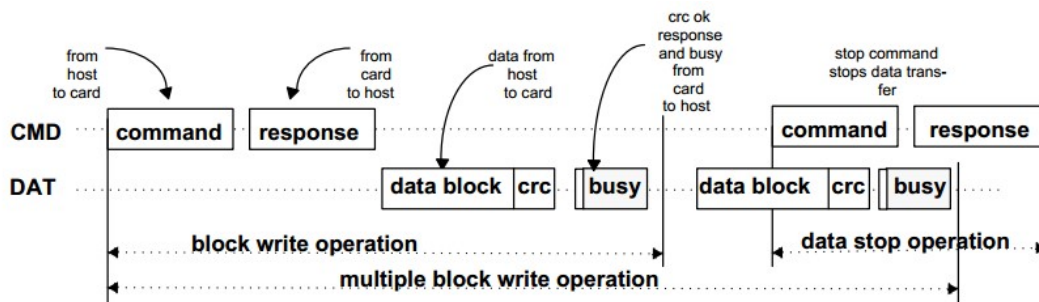 from
host
to card
from
card
to host
data from
host
to card
crc ok
response
and busy
from
card
to host
stop command
stops data trans-
fer
CMD
command
response
command
response
DAT
data block
crc
busy
data block
crc
busy
block write operation
data stop operation
multiple block write operation